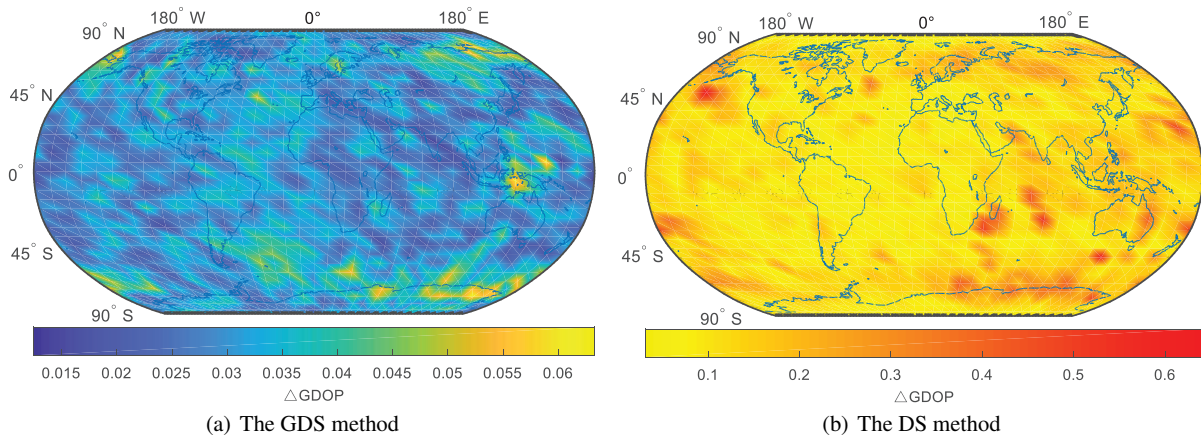 180° W 0° 180° E
90° N
45° N
0°
45° S
90° S
0.015 0.02 0.025 0.03 0.035 0.04 0.045 0.05 0.055 0.06
△GDOP
(a) The GDS method
180° W 0° 180° E
90° N
45° N
0°
45° S
90° S
0.1 0.2 0.3 0.4 0.5 0.6
△GDOP
(b) The DS method